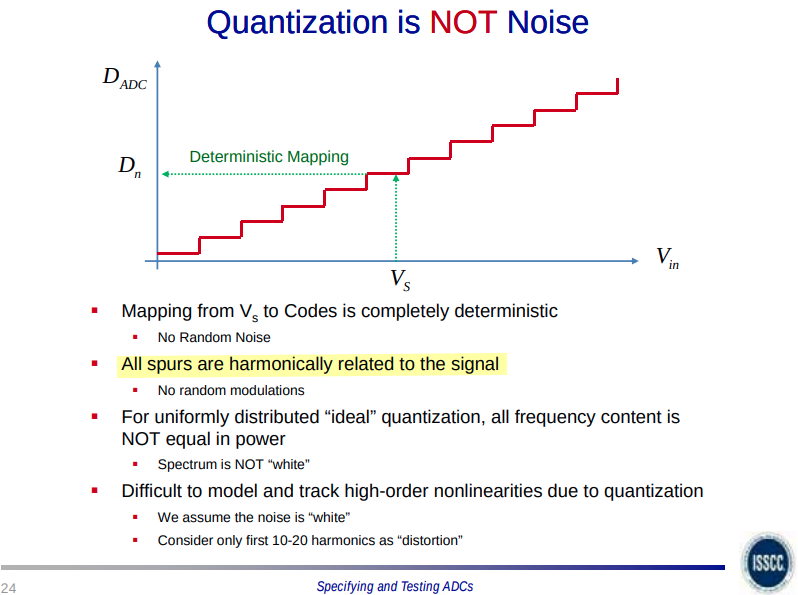 Quantization is NOT Noise
D_ADC
Deterministic Mapping
D_n
V_in
V_S
▪ Mapping from V_s to Codes is completely deterministic
▪ No Random Noise
▪ All spurs are harmonically related to the signal
▪ No random modulations
▪ For uniformly distributed “ideal” quantization, all frequency content is
NOT equal in power
▪ Spectrum is NOT “white”
▪ Difficult to model and track high-order nonlinearities due to quantization
▪ We assume the noise is “white”
▪ Consider only first 10-20 harmonics as “distortion”
24
Specifying and Testing ADCs
ISSCC